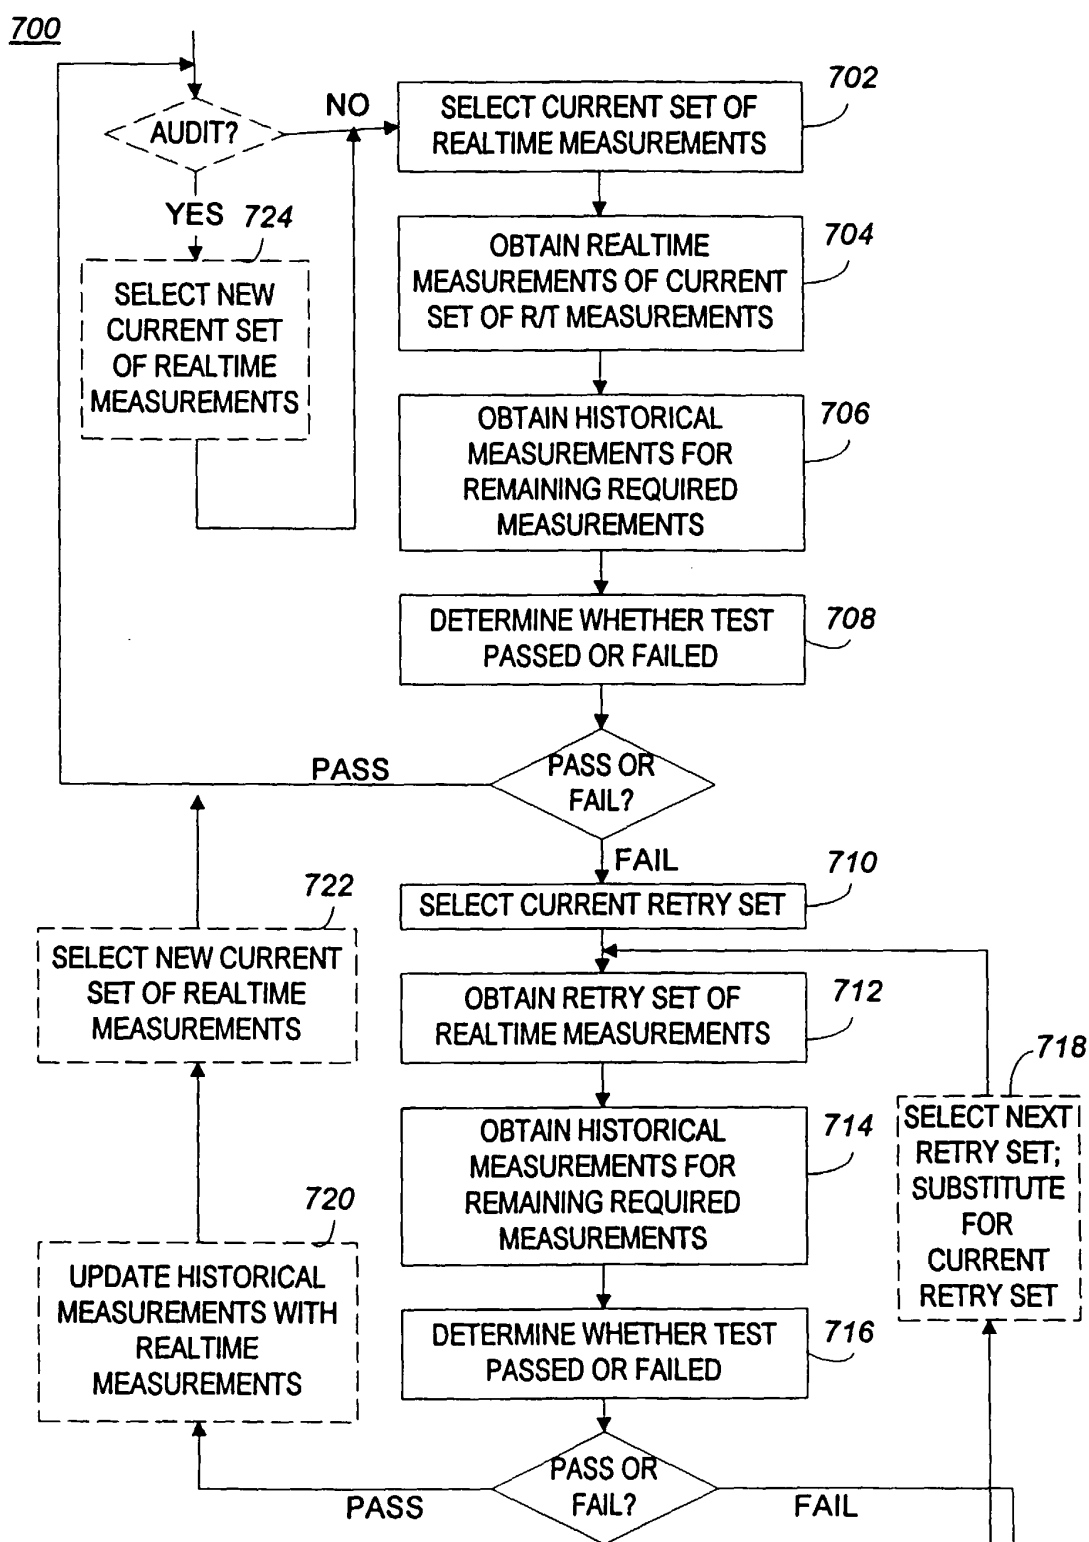 700
AUDIT?
NO
YES
724
SELECT NEW
CURRENT SET
OF REALTIME
MEASUREMENTS
702
SELECT CURRENT SET OF
REALTIME MEASUREMENTS
704
OBTAIN REALTIME
MEASUREMENTS OF CURRENT
SET OF R/T MEASUREMENTS
706
OBTAIN HISTORICAL
MEASUREMENTS FOR
REMAINING REQUIRED
MEASUREMENTS
708
DETERMINE WHETHER TEST
PASSED OR FAILED
PASS OR
FAIL?
PASS
FAIL
710
SELECT CURRENT RETRY SET
712
OBTAIN RETRY SET OF
REALTIME MEASUREMENTS
714
OBTAIN HISTORICAL
MEASUREMENTS FOR
REMAINING REQUIRED
MEASUREMENTS
716
DETERMINE WHETHER TEST
PASSED OR FAILED
PASS OR
FAIL?
PASS
FAIL
718
SELECT NEXT
RETRY SET;
SUBSTITUTE
FOR
CURRENT
RETRY SET
720
UPDATE HISTORICAL
MEASUREMENTS WITH
REALTIME
MEASUREMENTS
722
SELECT NEW CURRENT
SET OF REALTIME
MEASUREMENTS